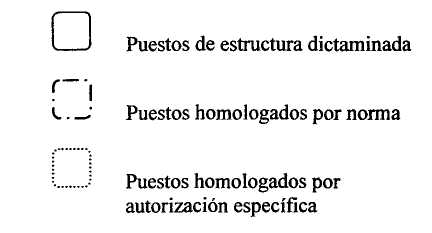 Puestos de estructura dictaminada
Puestos homologados por norma
Puestos homologados por
autorización específica